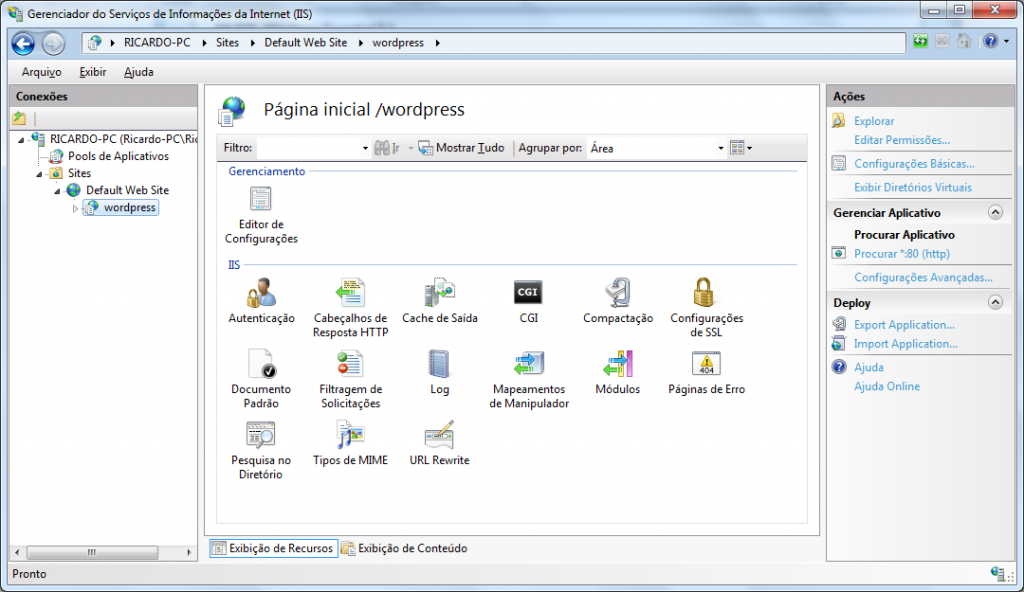 Gerenciador do Serviços de Informações da Internet (IIS)
RICARDO-PC Sites Default Web Site wordpress
Arquivo Exibir Ajuda
Conexões
RICARDO-PC (Ricardo-PC\Ric
Pools de Aplicativos
Sites
Default Web Site
wordpress
Página inicial /wordpress
Filtro: Ir Mostrar Tudo Agrupar por: Área
Gerenciamento
Editor de
Configurações
IIS
Autenticação
Cabeçalhos de
Resposta HTTP
Cache de Saída
CGI
CGI
Compactação
Configurações
de SSL
Documento
Padrão
Filtragem de
Solicitações
Log
Mapeamentos
de Manipulador
Módulos
404
Páginas de Erro
Pesquisa no
Diretório
Tipos de MIME
URL Rewrite
Exibição de Recursos Exibição de Conteúdo
Ações
Explorar
Editar Permissões...
Configurações Básicas...
Exibir Diretórios Virtuais
Gerenciar Aplicativo
Procurar Aplicativo
Procurar *:80 (http)
Configurações Avançadas...
Deploy
Export Application...
Import Application...
Ajuda
Ajuda Online
Pronto